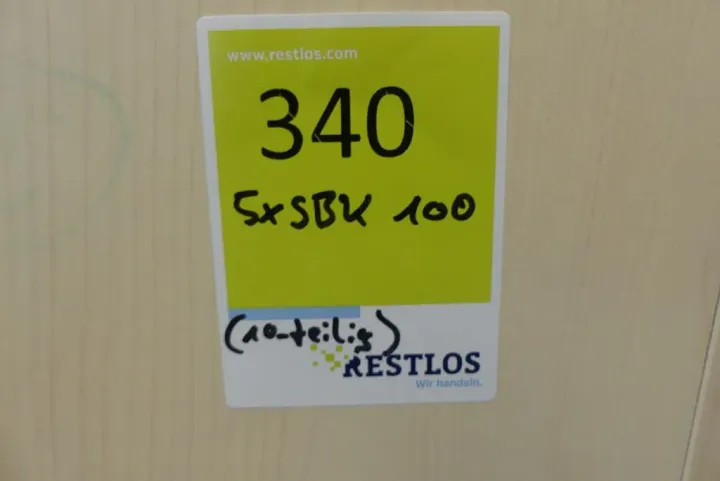 www.restlos.com
340
5xSBK 100
(10-teilig)
RESTLOS
Wir handeln.